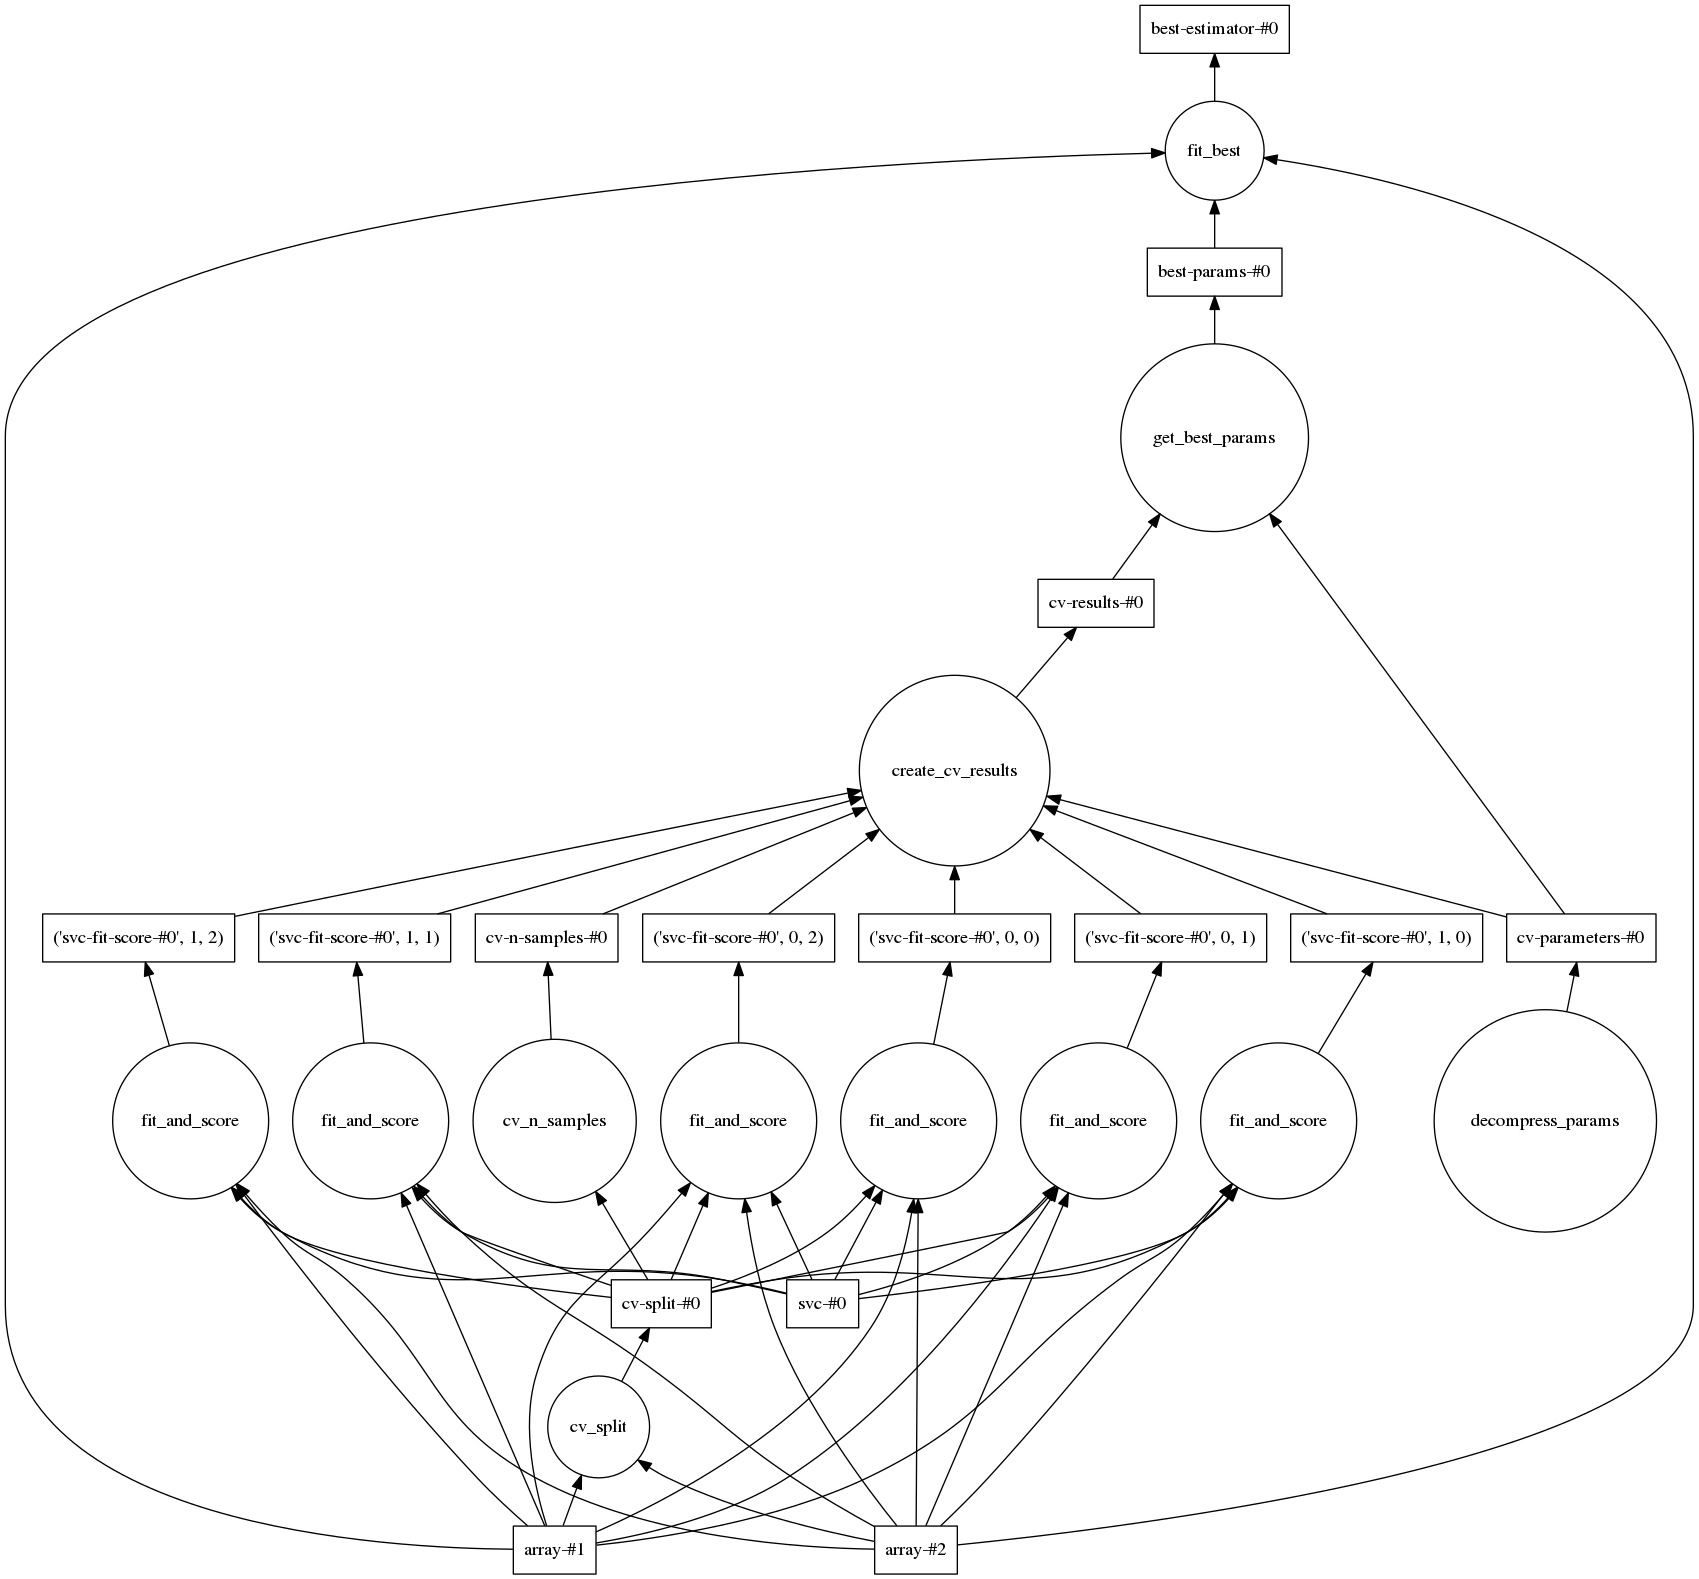 best-estimator-#0
fit_best
best-params-#0
get_best_params
cv-results-#0
create_cv_results
('svc-fit-score-#0', 1, 2)
('svc-fit-score-#0', 1, 1)
cv-n-samples-#0
('svc-fit-score-#0', 0, 2)
('svc-fit-score-#0', 0, 0)
('svc-fit-score-#0', 0, 1)
('svc-fit-score-#0', 1, 0)
cv-parameters-#0
fit_and_score
fit_and_score
cv_n_samples
fit_and_score
fit_and_score
fit_and_score
fit_and_score
decompress_params
cv-split-#0
svc-#0
cv_split
array-#1
array-#2